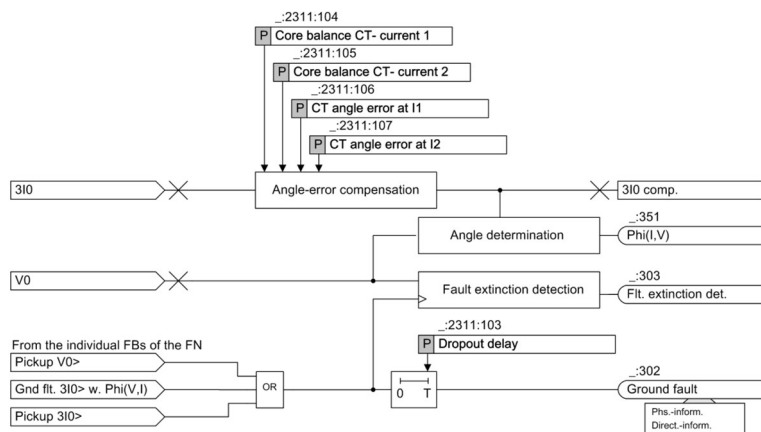 _:2311:104
P Core balance CT- current 1
_:2311:105
P Core balance CT- current 2
_:2311:106
P CT angle error at I1
_:2311:107
P CT angle error at I2
3I0
Angle-error compensation
3I0 comp.
_:351
Angle determination
Phi(I,V)
V0
_:303
Fault extinction detection
Flt. extinction det.
_:2311:103
From the individual FBs of the FN
P Dropout delay
Pickup V0>
_:302
Gnd flt. 3I0> w. Phi(V,I)
OR
0 T
Ground fault
Pickup 3I0>
Phs.-inform.
Direct.-inform.